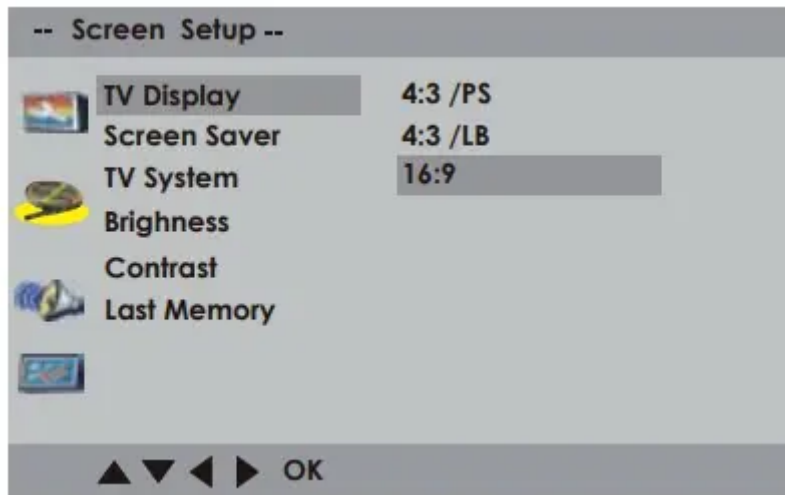 -- Screen Setup --
TV Display
4:3 /PS
Screen Saver
4:3 /LB
TV System
16:9
Brighness
Contrast
Last Memory
OK